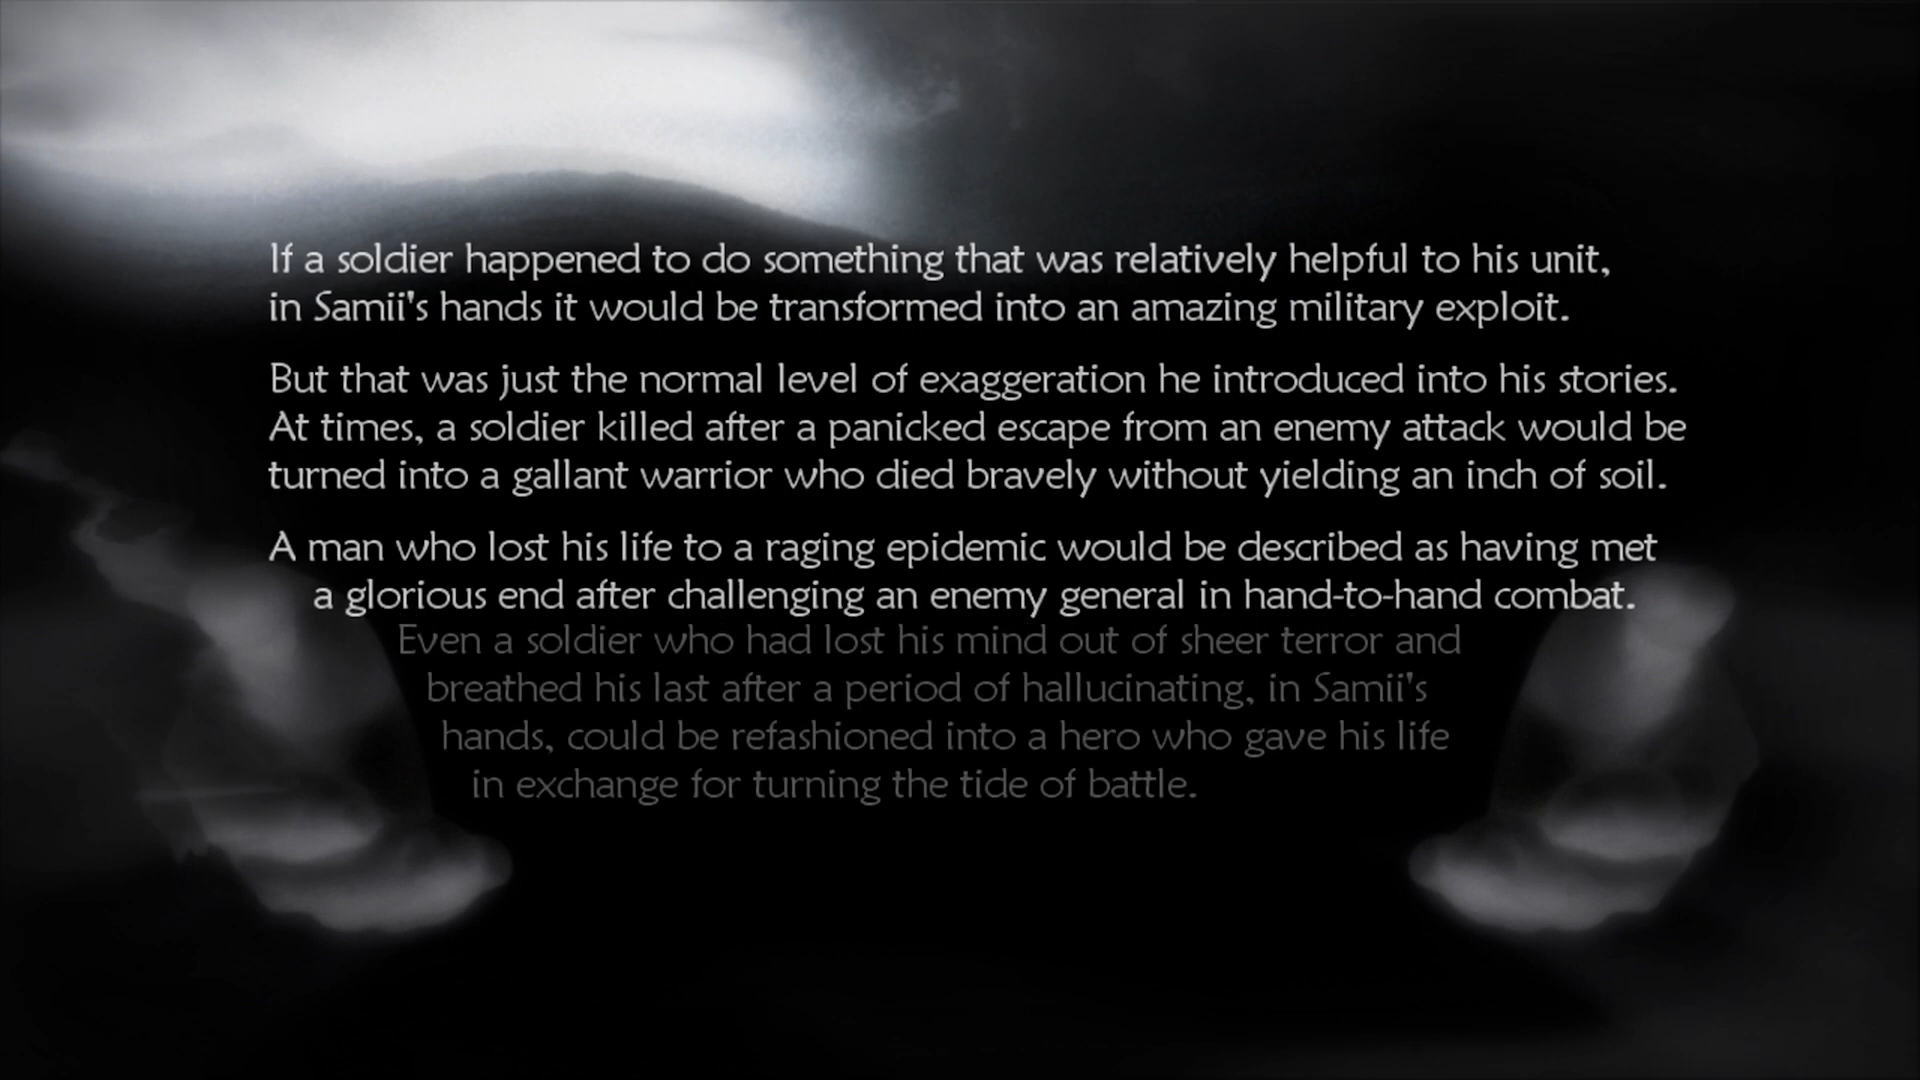 If a soldier happened to do something that was relatively helpful to his unit,
in Samii's hands it would be transformed into an amazing military exploit.
But that was just the normal level of exaggeration he introduced into his stories.
At times, a soldier killed after a panicked escape from an enemy attack would be
turned into a gallant warrior who died bravely without yielding an inch of soil.
A man who lost his life to a raging epidemic would be described as having met
a glorious end after challenging an enemy general in hand-to-hand combat.
Even a soldier who had lost his mind out of sheer terror and
breathed his last after a period of hallucinating, in Samii's
hands, could be refashioned into a hero who gave his life
in exchange for turning the tide of battle.